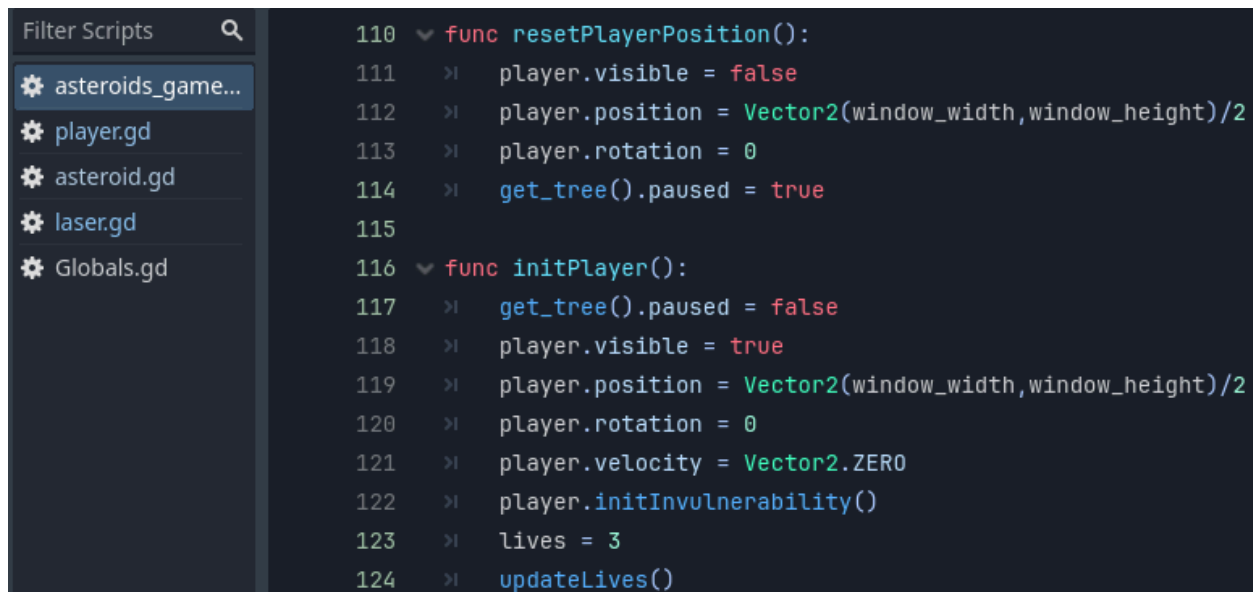 Filter Scripts
asteroids_game...
player.gd
asteroid.gd
laser.gd
Globals.gd
110 func resetPlayerPosition():
111 player.visible = false
112 player.position = Vector2(window_width,window_height)/2
113 player.rotation = 0
114 get_tree().paused = true
115
116 func initPlayer():
117 get_tree().paused = false
118 player.visible = true
119 player.position = Vector2(window_width,window_height)/2
120 player.rotation = 0
121 player.velocity = Vector2.ZERO
122 player.initInvulnerability()
123 lives = 3
124 updateLives()